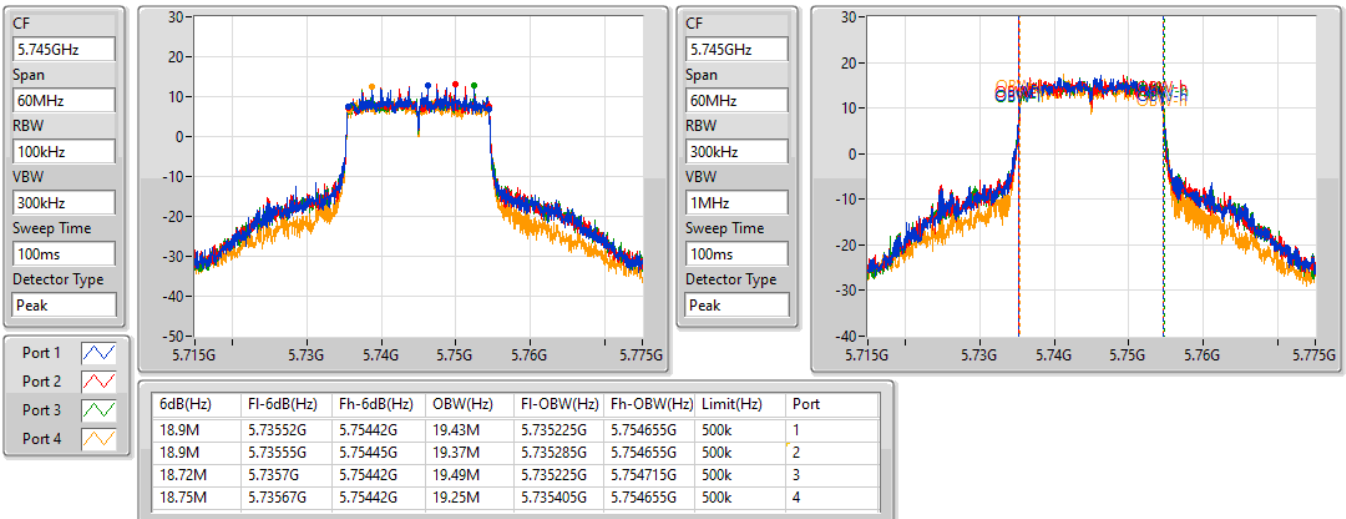 CF
5.745GHz
Span
60MHz
RBW
100kHz
VBW
300kHz
Sweep Time
100ms
Detector Type
Peak
30
20
10
0
-10
-20
-30
-40
-50
5.715G 5.73G 5.74G 5.75G 5.76G 5.775G
CF
5.745GHz
Span
60MHz
RBW
300kHz
VBW
1MHz
Sweep Time
100ms
Detector Type
Peak
30
20
10
0
-10
-20
-30
-40
5.715G 5.73G 5.74G 5.75G 5.76G 5.775G
Port 1
Port 2
Port 3
Port 4
6dB(Hz) Fl-6dB(Hz) Fh-6dB(Hz) OBW(Hz) Fl-OBW(Hz) Fh-OBW(Hz) Limit(Hz) Port
18.9M 5.73552G 5.75442G 19.43M 5.735225G 5.754655G 500k 1
18.9M 5.73555G 5.75445G 19.37M 5.735285G 5.754655G 500k 2
18.72M 5.7357G 5.75442G 19.49M 5.735225G 5.754715G 500k 3
18.75M 5.73567G 5.75442G 19.25M 5.735405G 5.754655G 500k 4